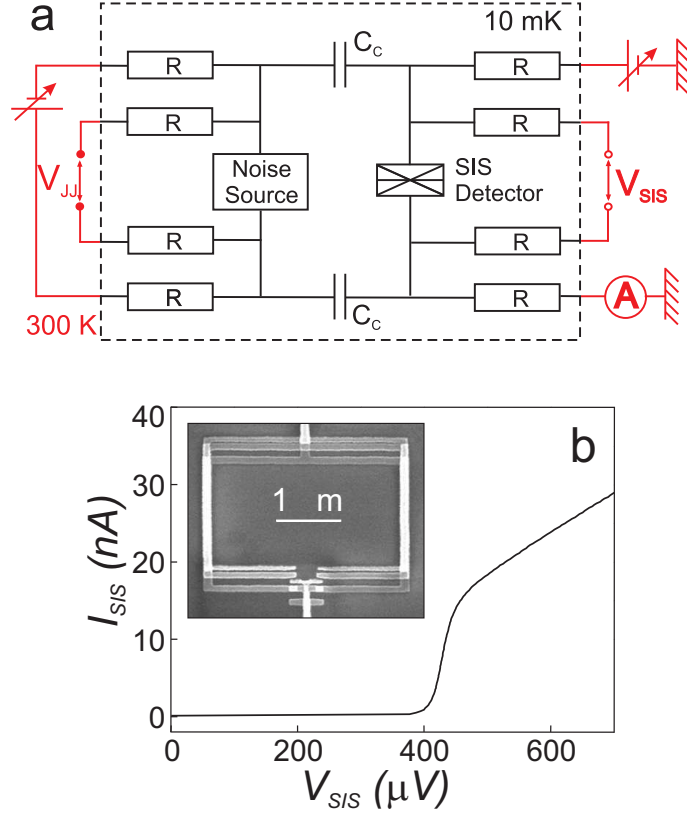 a
10 mK
C_C
R
R
R
R
V_JJ
Noise
Source
SIS
Detector
V_SIS
R
R
R
R
A
C_C
300 K
b
40
30
20
10
0
I_SIS (nA)
1 m
0
200
400
600
V_SIS (μV)